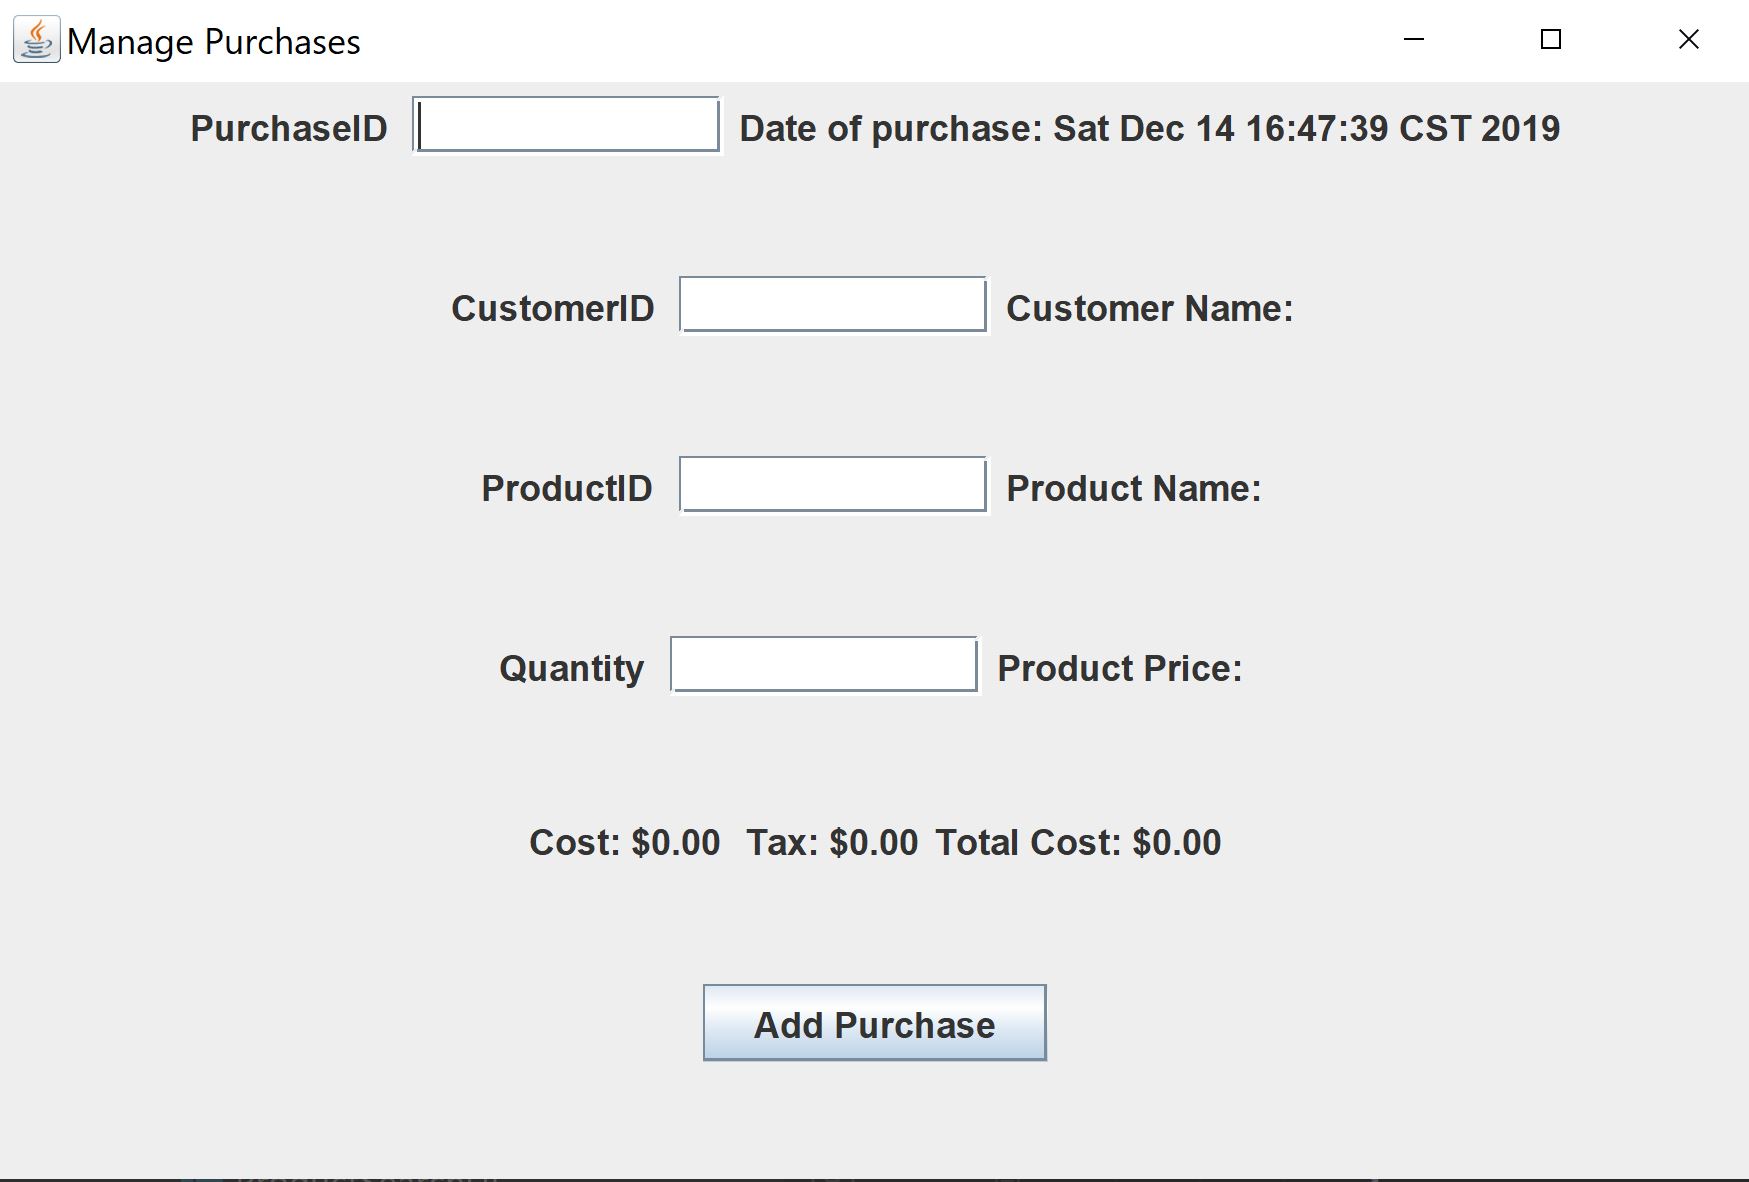 Manage Purchases
PurchaseID Date of purchase: Sat Dec 14 16:47:39 CST 2019
CustomerID Customer Name:
ProductID Product Name:
Quantity Product Price:
Cost: $0.00 Tax: $0.00 Total Cost: $0.00
Add Purchase